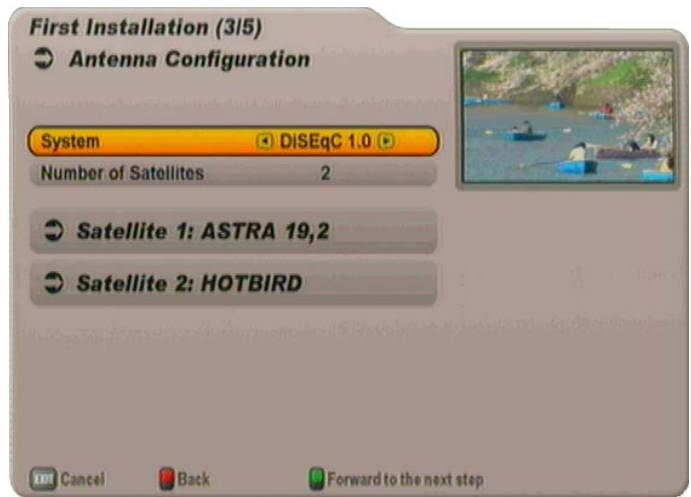 First Installation (3/5)
Antenna Configuration
System DiSEqC 1.0
Number of Satellites 2
Satellite 1: ASTRA 19,2
Satellite 2: HOTBIRD
EXIT Cancel Back Forward to the next step